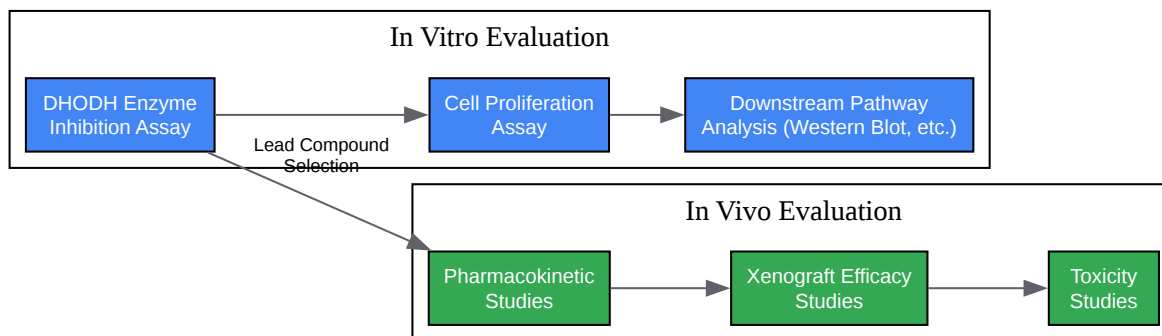 In Vitro Evaluation
DHODH Enzyme
Inhibition Assay
Cell Proliferation
Assay
Downstream Pathway
Analysis (Western Blot, etc.)
Lead Compound
Selection
In Vivo Evaluation
Pharmacokinetic
Studies
Xenograft Efficacy
Studies
Toxicity
Studies